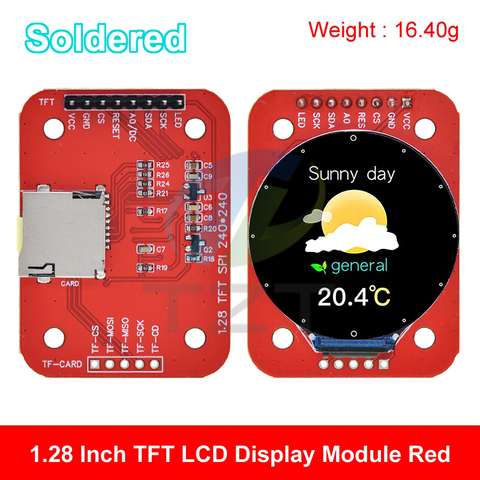 Soldered
Weight : 16.40g
TFT
VCC
GND
CS
RESET
A0/DC
SDA
SCK
LED
LED
SCK
SDA
A0
RES
CS
GND
VCC
R25
R26
R24
R21
R17
C7
R19
C5
C9
U3
C6
C8
Q2
R18
CARD
1.28 TFT SPI 240*240
TF-CARD
TF-CS
TF-MOSI
TF-MISO
TF-SCK
TF-CD
Sunny day
general
20.4℃
TZT
1.28 Inch TFT LCD Display Module Red